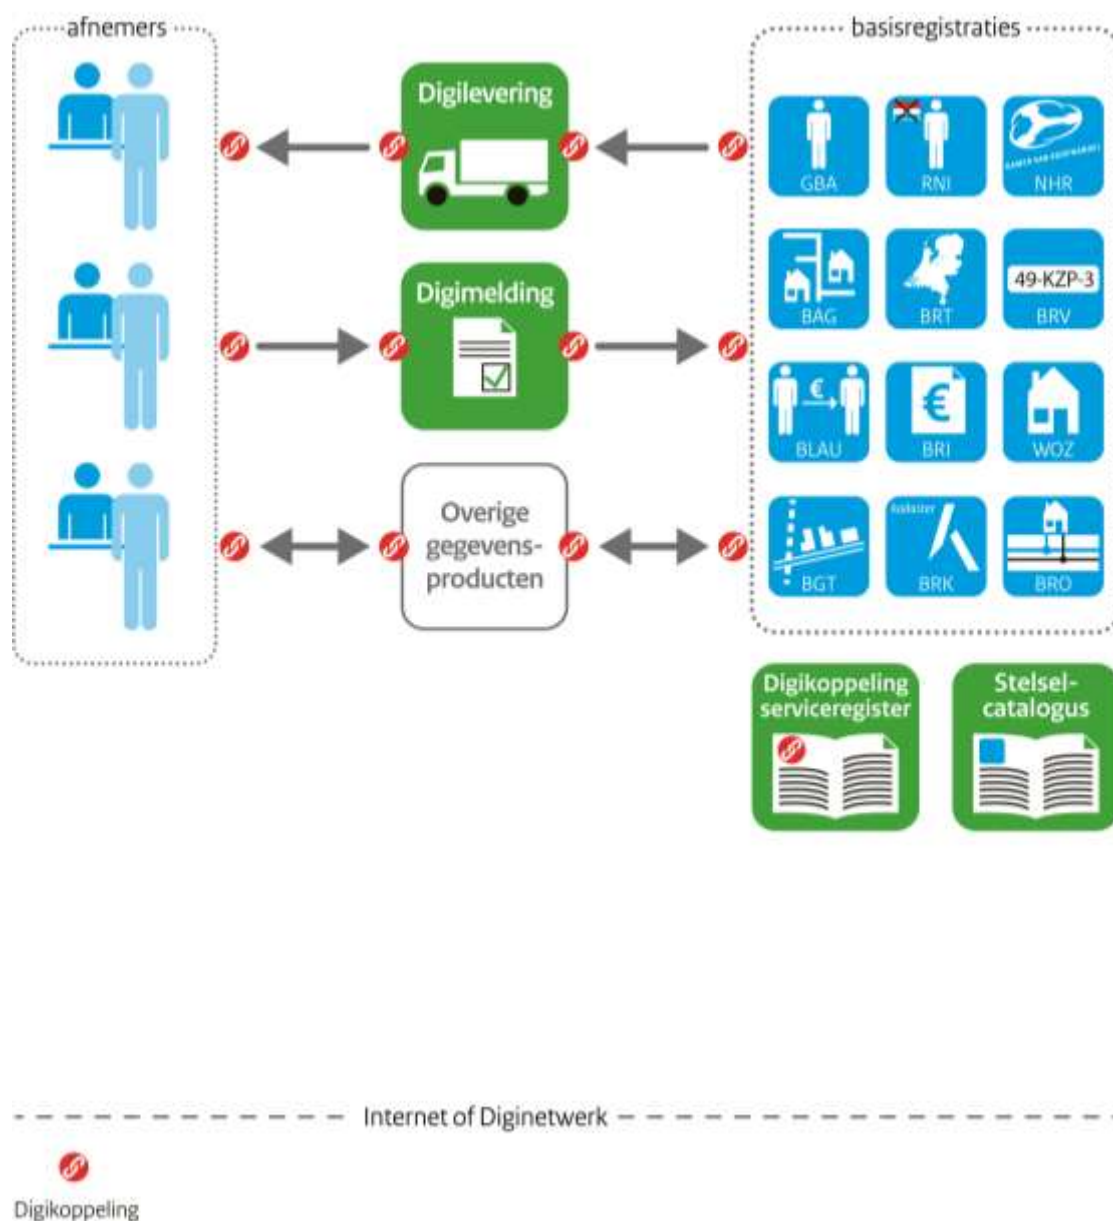 afnemers
basisregistraties
Digilevering
GBA
RNI
NHR
Digimelding
BAG
BRT
49-KZP-3
BRV
€
BLAU
€
BRI
WOZ
Overige
gegevens-
producten
BGT
kadaster
BRK
BRO
Digikoppeling
serviceregister
Stelsel-
catalogus
Internet of Diginetwerk
Digikoppeling